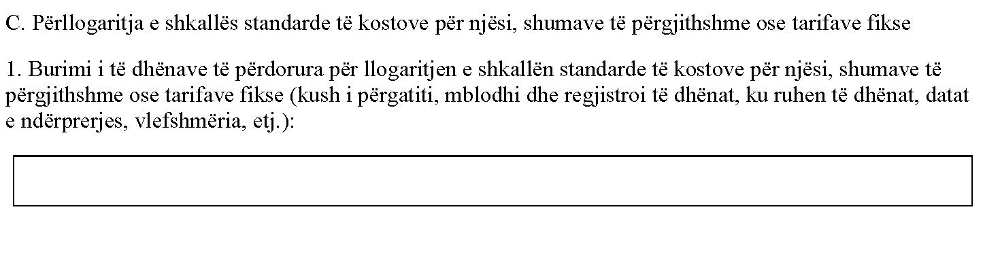 C. Përllogaritja e shkallës standarde të kostove për njësi, shumave të përgjithshme ose tarifave fikse
1. Burimi i të dhënave të përdorura për llogaritjen e shkallën standarde të kostove për njësi, shumave të
përgjithshme ose tarifave fikse (kush i përgatiti, mblodhi dhe regjistroi të dhënat, ku ruhen të dhënat, datat
e ndërprerjes, vlefshmëria, etj.):